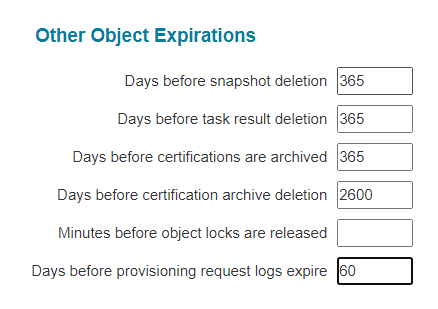 Other Object Expirations
Days before snapshot deletion 365
Days before task result deletion 365
Days before certifications are archived 365
Days before certification archive deletion 2600
Minutes before object locks are released
Days before provisioning request logs expire 60